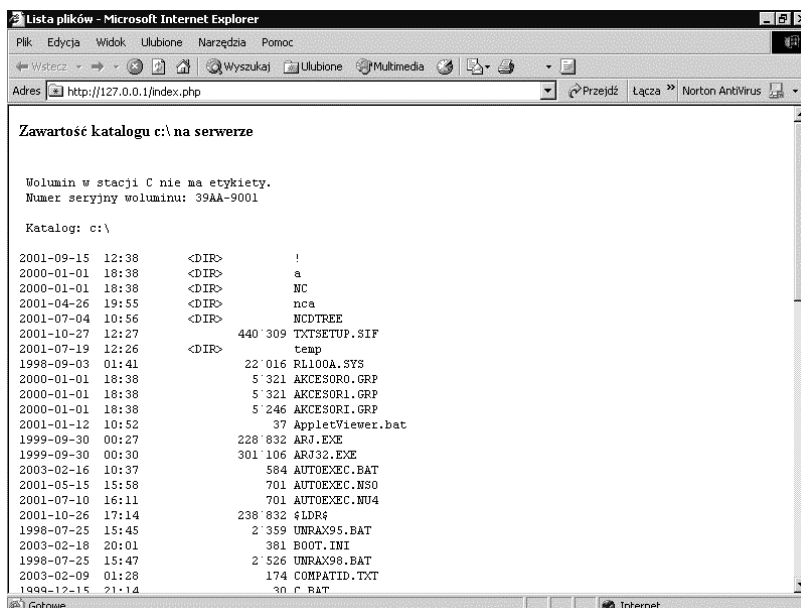 Lista plików - Microsoft Internet Explorer
Plik Edycja Widok Ulubione Narzędzia Pomoc
Wstecz Wyszukaj Ulubione Multimedia
Adres http://127.0.0.1/index.php Przejdź Łącza » Norton AntiVirus
Zawartość katalogu c:\ na serwerze
Wolumin w stacji C nie ma etykiety.
Numer seryjny woluminu: 39AA-9001
Katalog: c:\
2001-09-15 12:38 <DIR> !
2000-01-01 18:38 <DIR> a
2000-01-01 18:38 <DIR> NC
2001-04-26 19:55 <DIR> nca
2001-07-04 10:56 <DIR> NCDTREE
2001-10-27 12:27 440˙309 TXTSETUP.SIF
2001-07-19 12:26 <DIR> temp
1998-09-03 01:41 22˙016 RL100A.SYS
2000-01-01 18:38 5˙321 AKCESOR0.GRP
2000-01-01 18:38 5˙321 AKCESOR1.GRP
2000-01-01 18:38 5˙246 AKCESORI.GRP
2001-01-12 10:52 37 AppletViewer.bat
1999-09-30 00:27 228˙832 ARJ.EXE
1999-09-30 00:30 301˙106 ARJ32.EXE
2003-02-16 10:37 584 AUTOEXEC.BAT
2001-05-15 15:58 701 AUTOEXEC.NS0
2001-07-10 16:11 701 AUTOEXEC.NU4
2001-10-26 17:14 238˙832 $LDR$
1998-07-25 15:45 2˙359 UNRAX95.BAT
2003-02-18 20:01 381 BOOT.INI
1998-07-25 15:47 2˙526 UNRAX98.BAT
2003-02-09 01:28 174 COMPATID.TXT
1999-12-15 21:14 30 C.BAT
Gotowe Internet